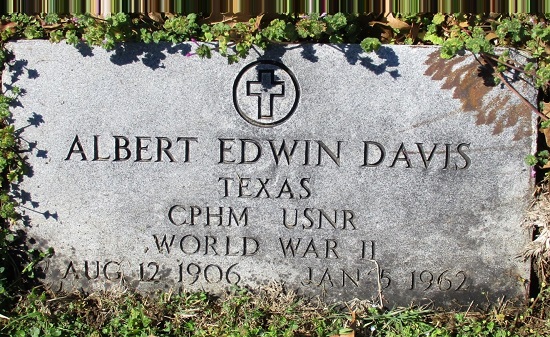 ALBERT EDWIN DAVIS
TEXAS
CPHM USNR
WORLD WAR II
AUG 12 1906 JAN 5 1962